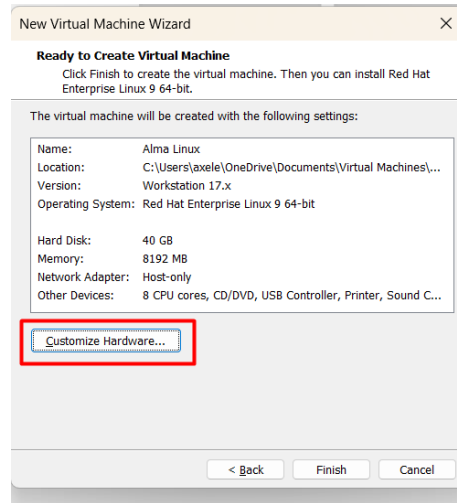 New Virtual Machine Wizard
Ready to Create Virtual Machine
Click Finish to create the virtual machine. Then you can install Red Hat
Enterprise Linux 9 64-bit.
The virtual machine will be created with the following settings:
Name: Alma Linux
Location: C:\Users\axele\OneDrive\Documents\Virtual Machines\...
Version: Workstation 17.x
Operating System: Red Hat Enterprise Linux 9 64-bit
Hard Disk: 40 GB
Memory: 8192 MB
Network Adapter: Host-only
Other Devices: 8 CPU cores, CD/DVD, USB Controller, Printer, Sound C...
Customize Hardware...
< Back Finish Cancel